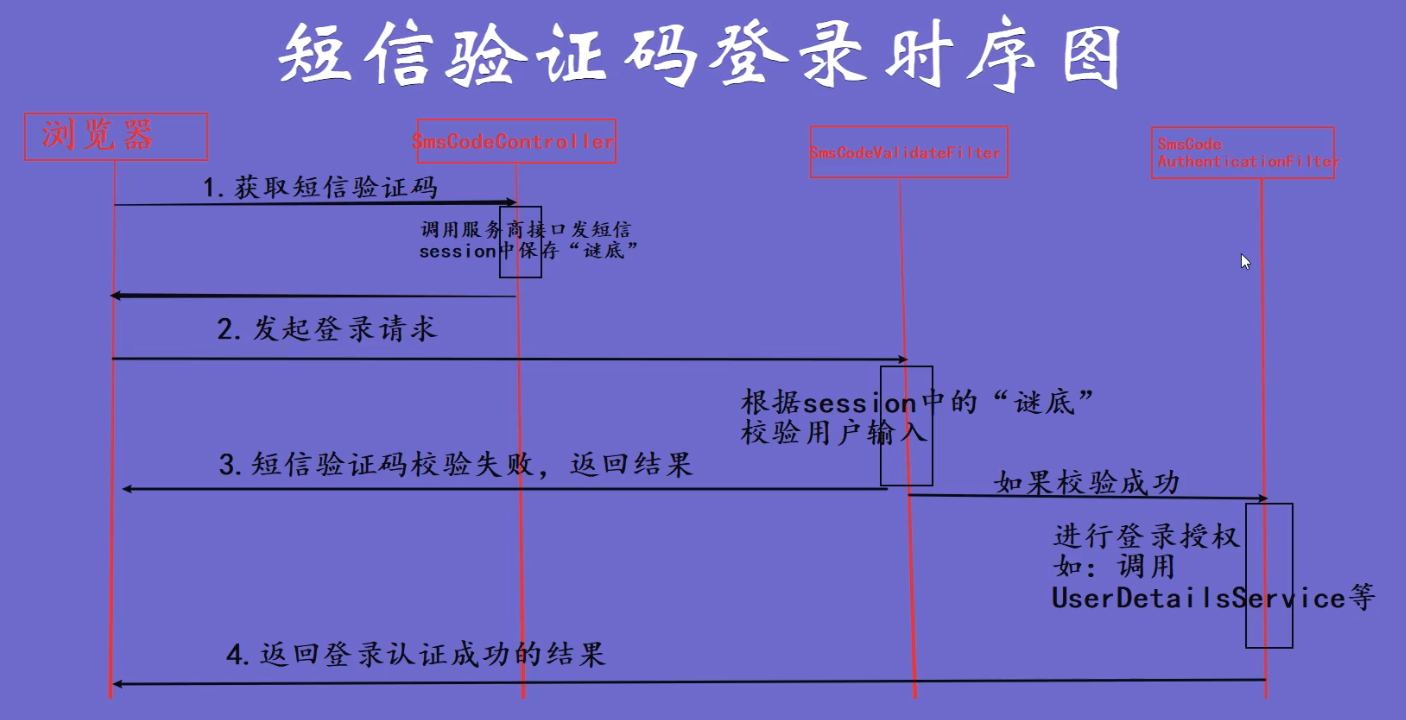 短信验证码登录时序图
浏览器
SmsCodeController
SmsCodeValidateFilter
SmsCode
AuthenticationFilter
1.获取短信验证码
调用服务商接口发短信
session中保存“谜底”
2.发起登录请求
根据session中的“谜底”
校验用户输入
3.短信验证码校验失败，返回结果
如果校验成功
进行登录授权
如：调用
UserDetailsService等
4.返回登录认证成功的结果